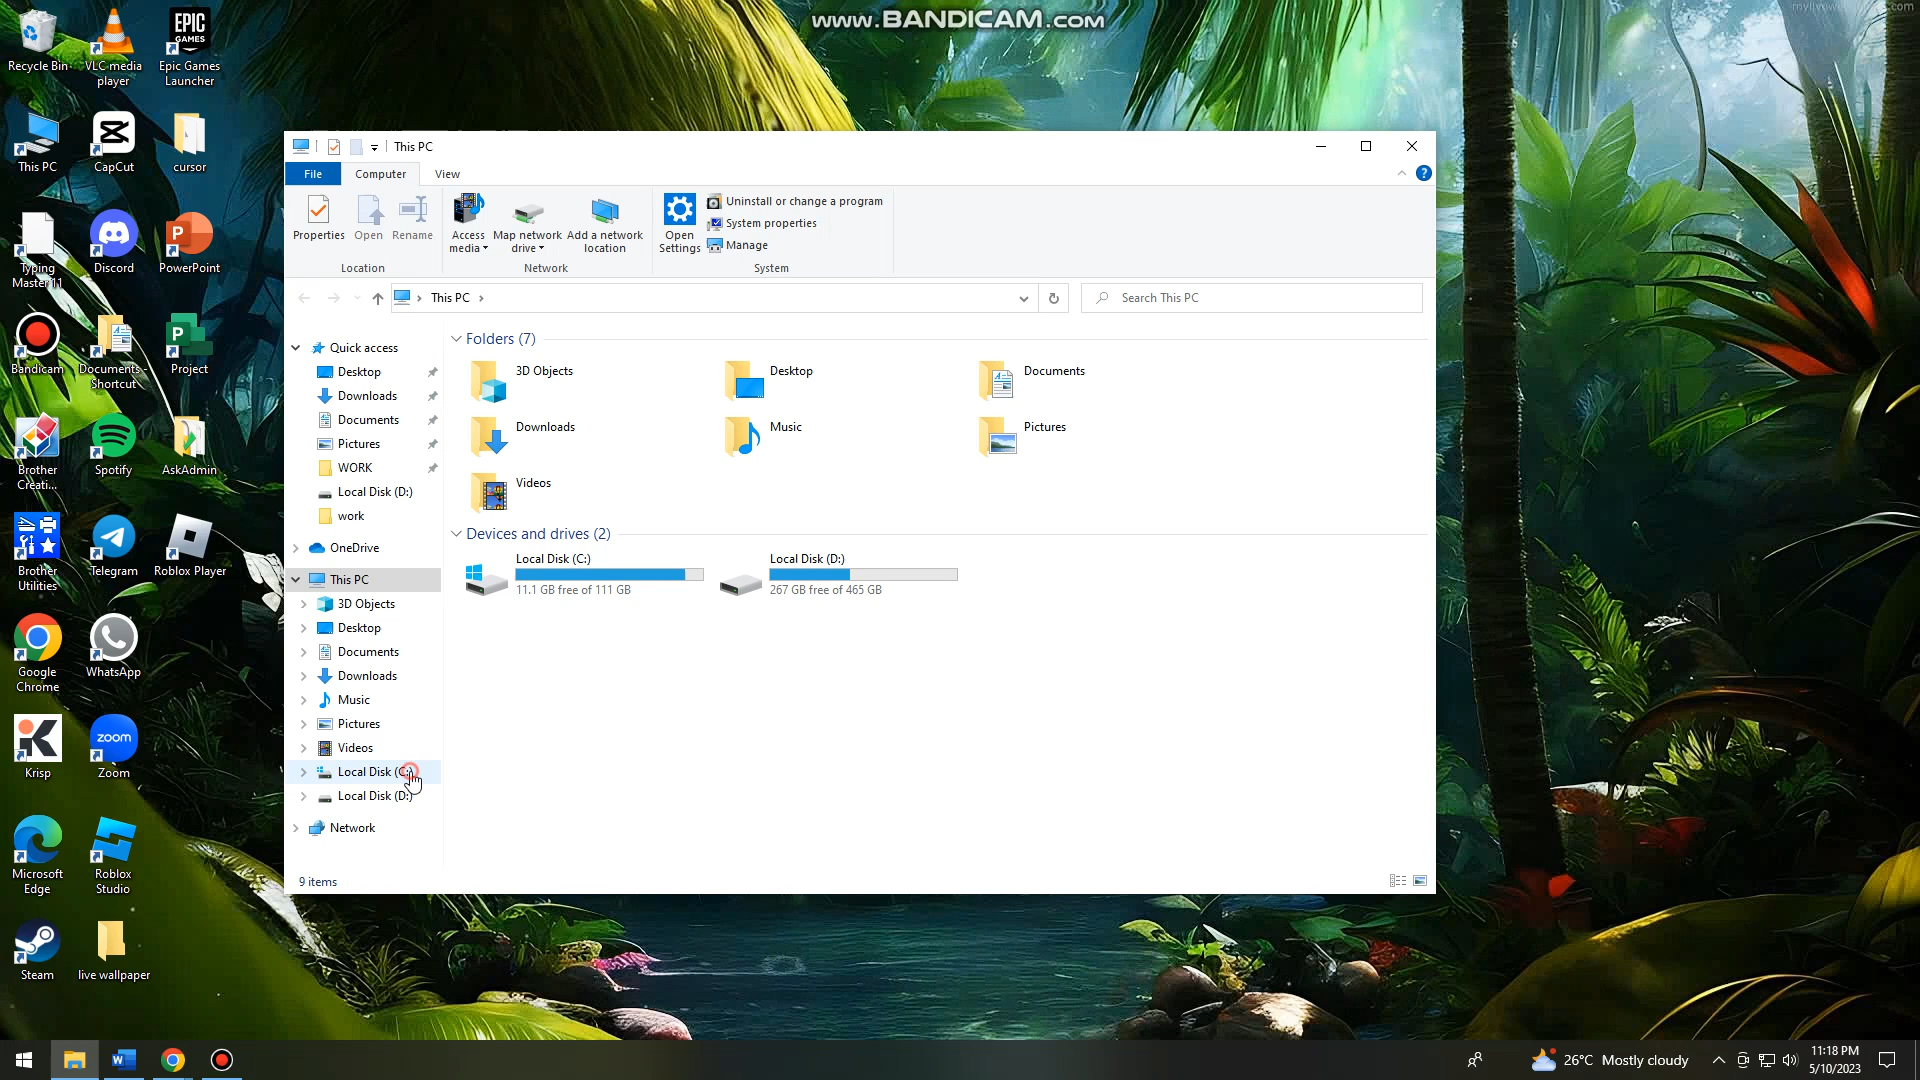 www.BANDICAM.com
Recycle Bin
VLC media
player
EPIC
GAMES
Epic Games
Launcher
This PC
CapCut
cursor
Typing
Master 11
Discord
PowerPoint
Bandicam
Documents -
Shortcut
Project
Brother
Creati...
Spotify
AskAdmin
Brother
Utilities
Telegram
Roblox Player
Google
Chrome
WhatsApp
Krisp
zoom
Zoom
Microsoft
Edge
Roblox
Studio
Steam
live wallpaper
This PC
File
Computer
View
Properties
Open
Rename
Location
Access
media
Map network
drive
Add a network
location
Network
Open
Settings
Uninstall or change a program
System properties
Manage
System
This PC
Search This PC
Quick access
Desktop
Downloads
Documents
Pictures
WORK
Local Disk (D:)
work
OneDrive
This PC
3D Objects
Desktop
Documents
Downloads
Music
Pictures
Videos
Local Disk (C:)
Local Disk (D:)
Network
Folders (7)
3D Objects
Desktop
Documents
Downloads
Music
Pictures
Videos
Devices and drives (2)
Local Disk (C:)
11.1 GB free of 111 GB
Local Disk (D:)
267 GB free of 465 GB
9 items
26°C Mostly cloudy
11:18 PM
5/10/2023